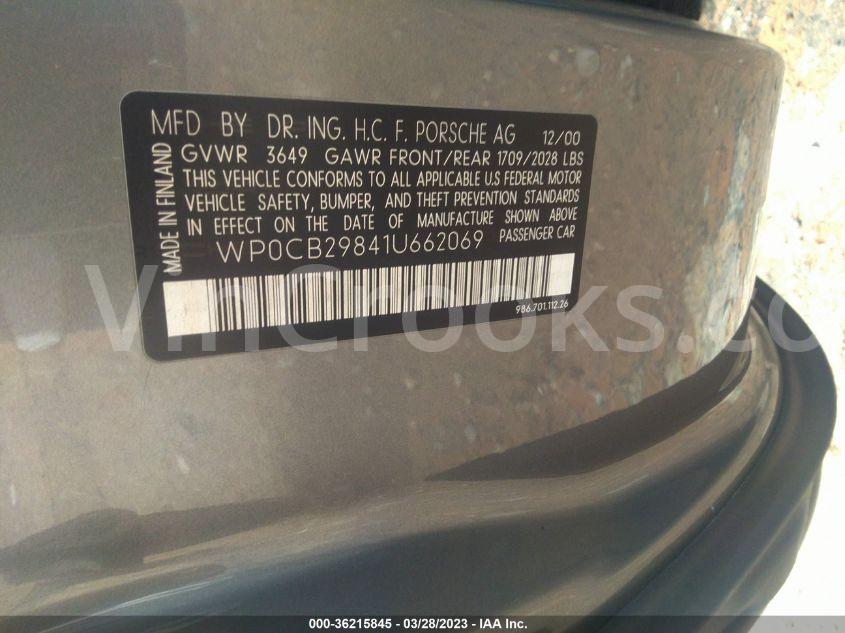 MFD BY DR. ING. H.C. F. PORSCHE AG 12/00
GVWR 3649 GAWR FRONT/REAR 1709/2028 LBS
THIS VEHICLE CONFORMS TO ALL APPLICABLE U.S FEDERAL MOTOR
VEHICLE SAFETY, BUMPER, AND THEFT PREVENTION STANDARDS
IN EFFECT ON THE DATE OF MANUFACTURE SHOWN ABOVE
WP0CB29841U662069 PASSENGER CAR
MADE IN FINLAND
986.701.112.26
VinCrooks.co
000-36215845 - 03/28/2023 - IAA Inc.